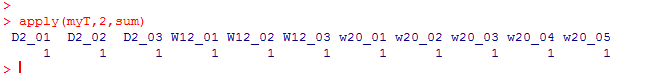 >
> apply(myT,2,sum)
D2_01 D2_02 D2_03 W12_01 W12_02 W12_03 w20_01 w20_02 w20_03 w20_04 w20_05
1 1 1 1 1 1 1 1 1 1 1
>